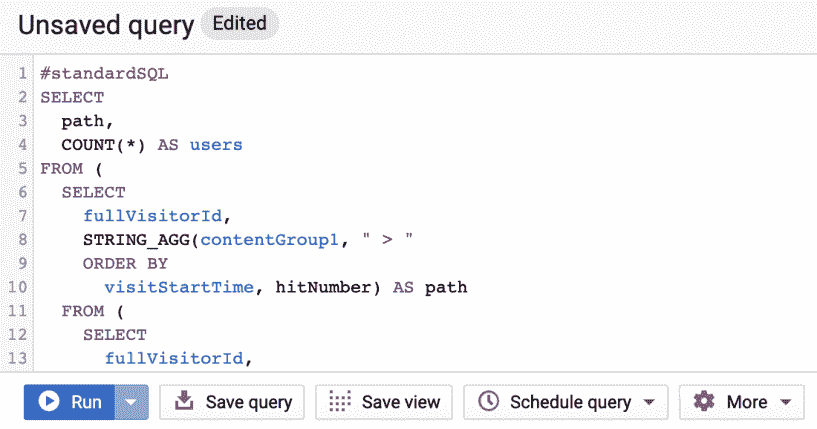 Unsaved query Edited
1 #standardSQL
2 SELECT
3 path,
4 COUNT(*) AS users
5 FROM (
6 SELECT
7 fullVisitorId,
8 STRING_AGG(contentGroup1, " > "
9 ORDER BY
10 visitStartTime, hitNumber) AS path
11 FROM (
12 SELECT
13 fullVisitorId,
Run Save query Save view Schedule query More